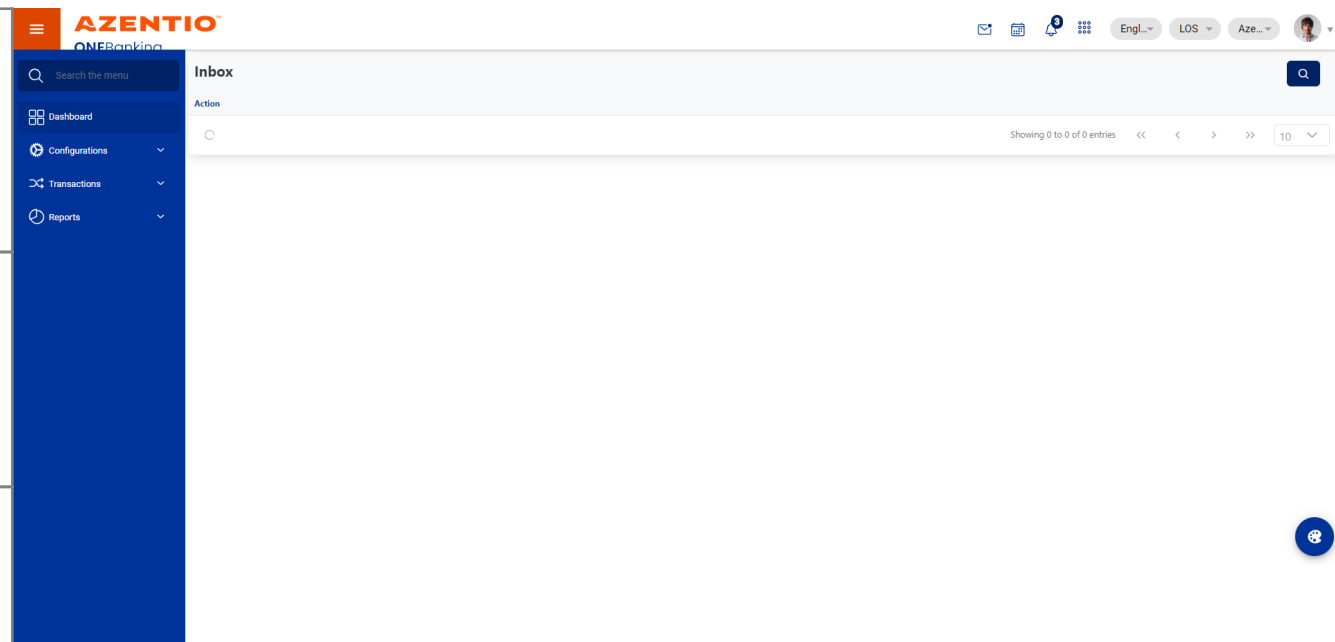 AZENTIO™
ONEBanking
3
Engl...
LOS
Aze...
Search the menu
Dashboard
Configurations
Transactions
Reports
Inbox
Action
Showing 0 to 0 of 0 entries
10